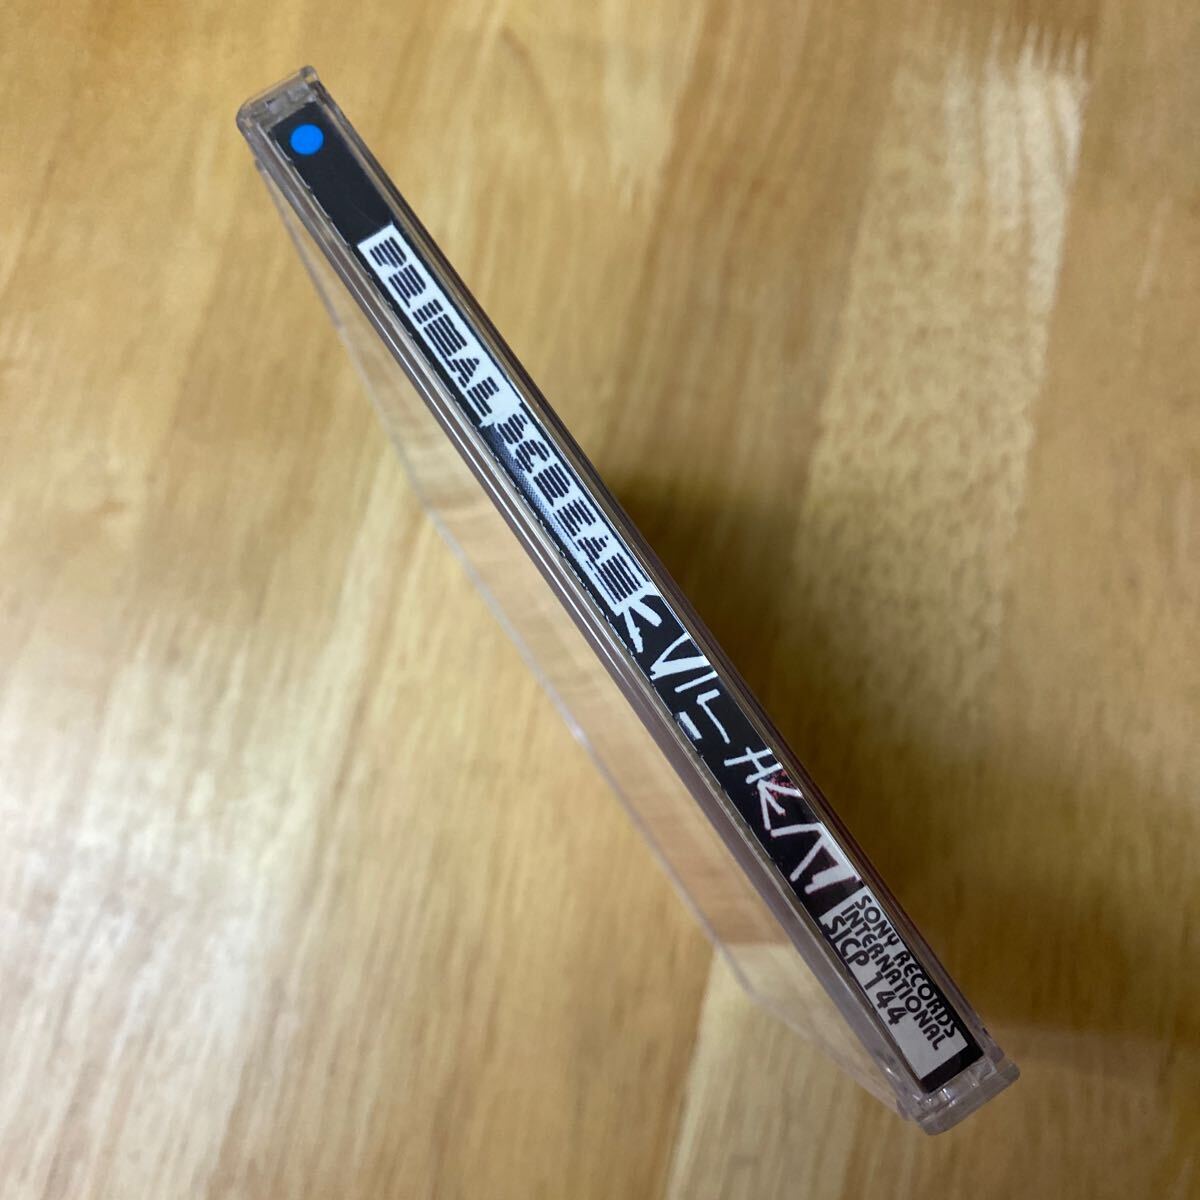 PRIMAL SCREAM
EVIL HEAT
SONY RECORDS
INTERNATIONAL
SICP 144